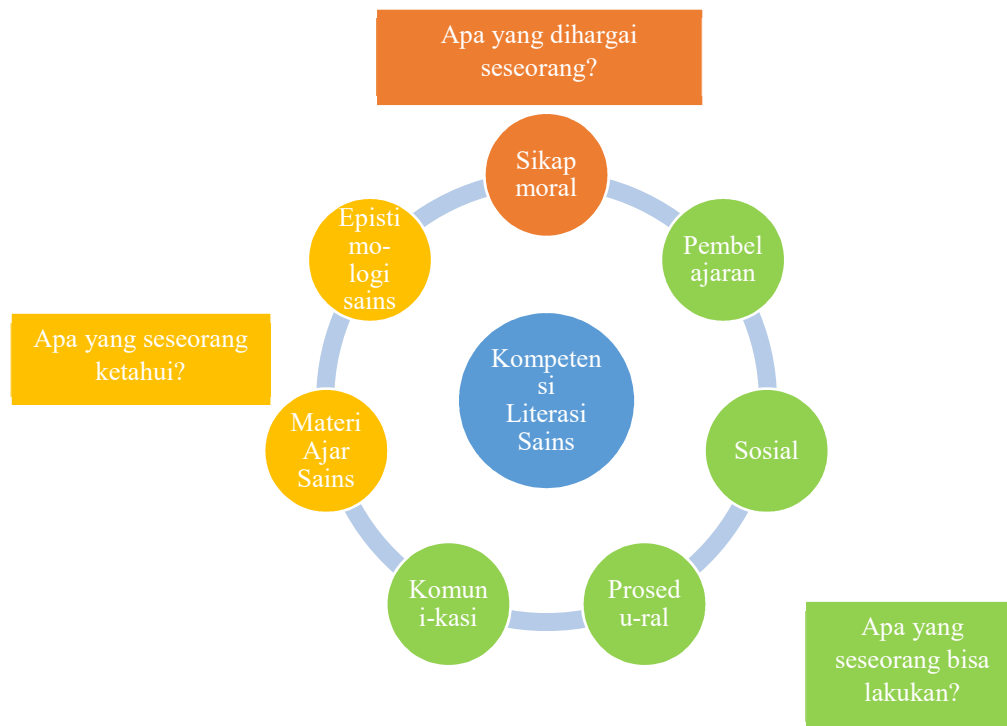 Apa yang dihargai
seseorang?
Sikap
moral
Episti
mo-
logi
sains
Pembel
ajaran
Apa yang seseorang
ketahui?
Kompeten
si
Literasi
Sains
Materi
Ajar
Sains
Sosial
Komun
i-kasi
Prosed
u-ral
Apa yang
seseorang bisa
lakukan?